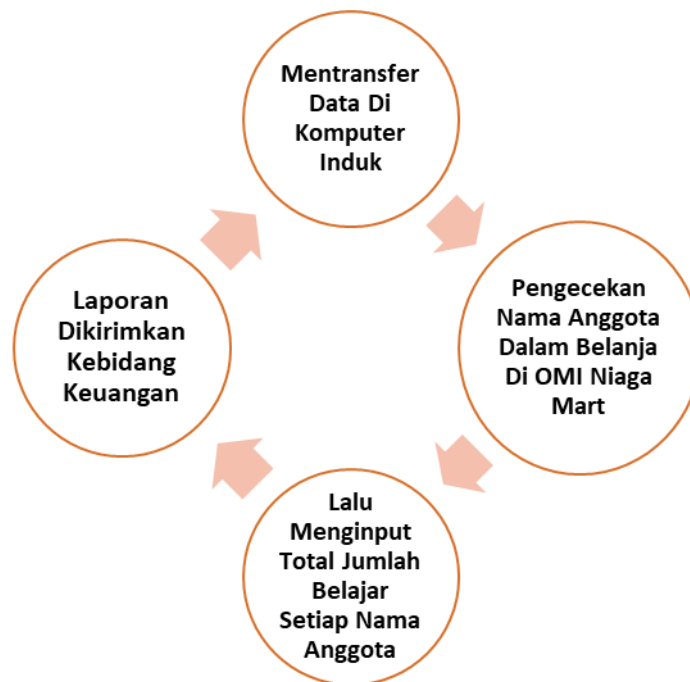 Mentransfer
Data Di
Komputer
Induk
Pengecekan
Nama Anggota
Dalam Belanja
Di OMI Niaga
Mart
Lalu
Menginput
Total Jumlah
Belajar
Setiap Nama
Anggota
Laporan
Dikirimkan
Kebidang
Keuangan